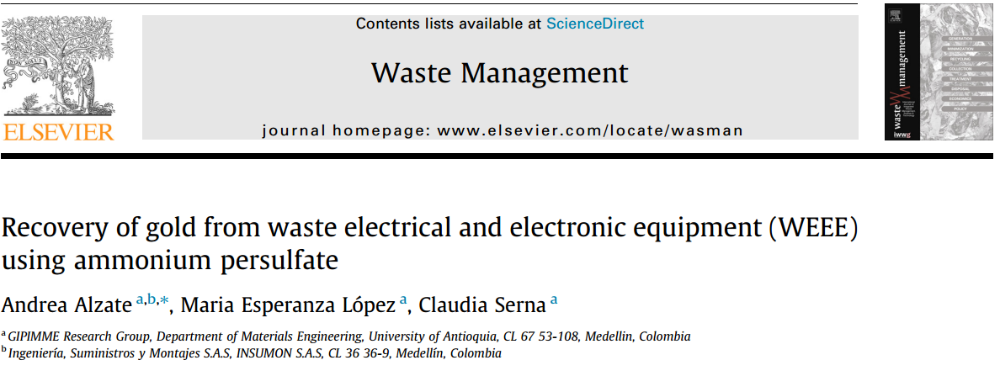 Contents lists available at ScienceDirect
Waste Management
journal homepage: www.elsevier.com/locate/wasman
NON SOLUS
ELSEVIER
waste management
GENERATION
MINIMIZATION
RECYCLING
COLLECTION
TREATMENT
DISPOSAL
ECONOMICS
POLICY
iwwg
Recovery of gold from waste electrical and electronic equipment (WEEE)
using ammonium persulfate
Andrea Alzate a,b,*, Maria Esperanza López a, Claudia Serna a
a GIPIMME Research Group, Department of Materials Engineering, University of Antioquia, CL 67 53-108, Medellin, Colombia
b Ingeniería, Suministros y Montajes S.A.S, INSUMON S.A.S, CL 36 36-9, Medellín, Colombia